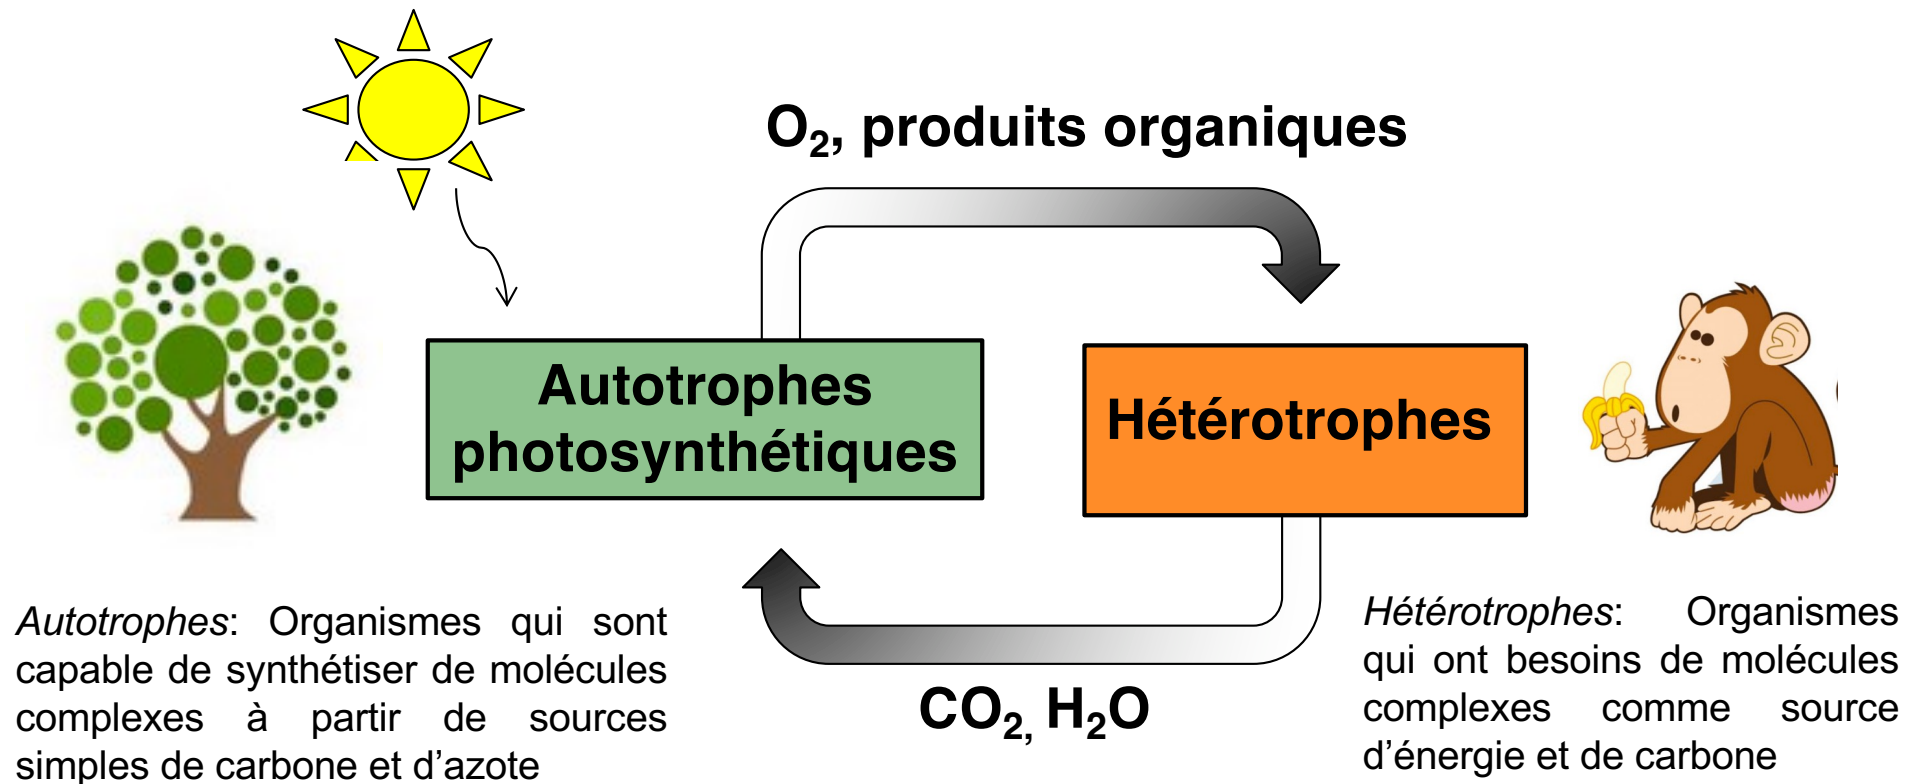 O₂, produits organiques
Autotrophes
photosynthétiques
Hétérotrophes
CO₂, H₂O
Autotrophes: Organismes qui sont
capable de synthétiser de molécules
complexes à partir de sources
simples de carbone et d’azote
Hétérotrophes: Organismes
qui ont besoins de molécules
complexes comme source
d’énergie et de carbone